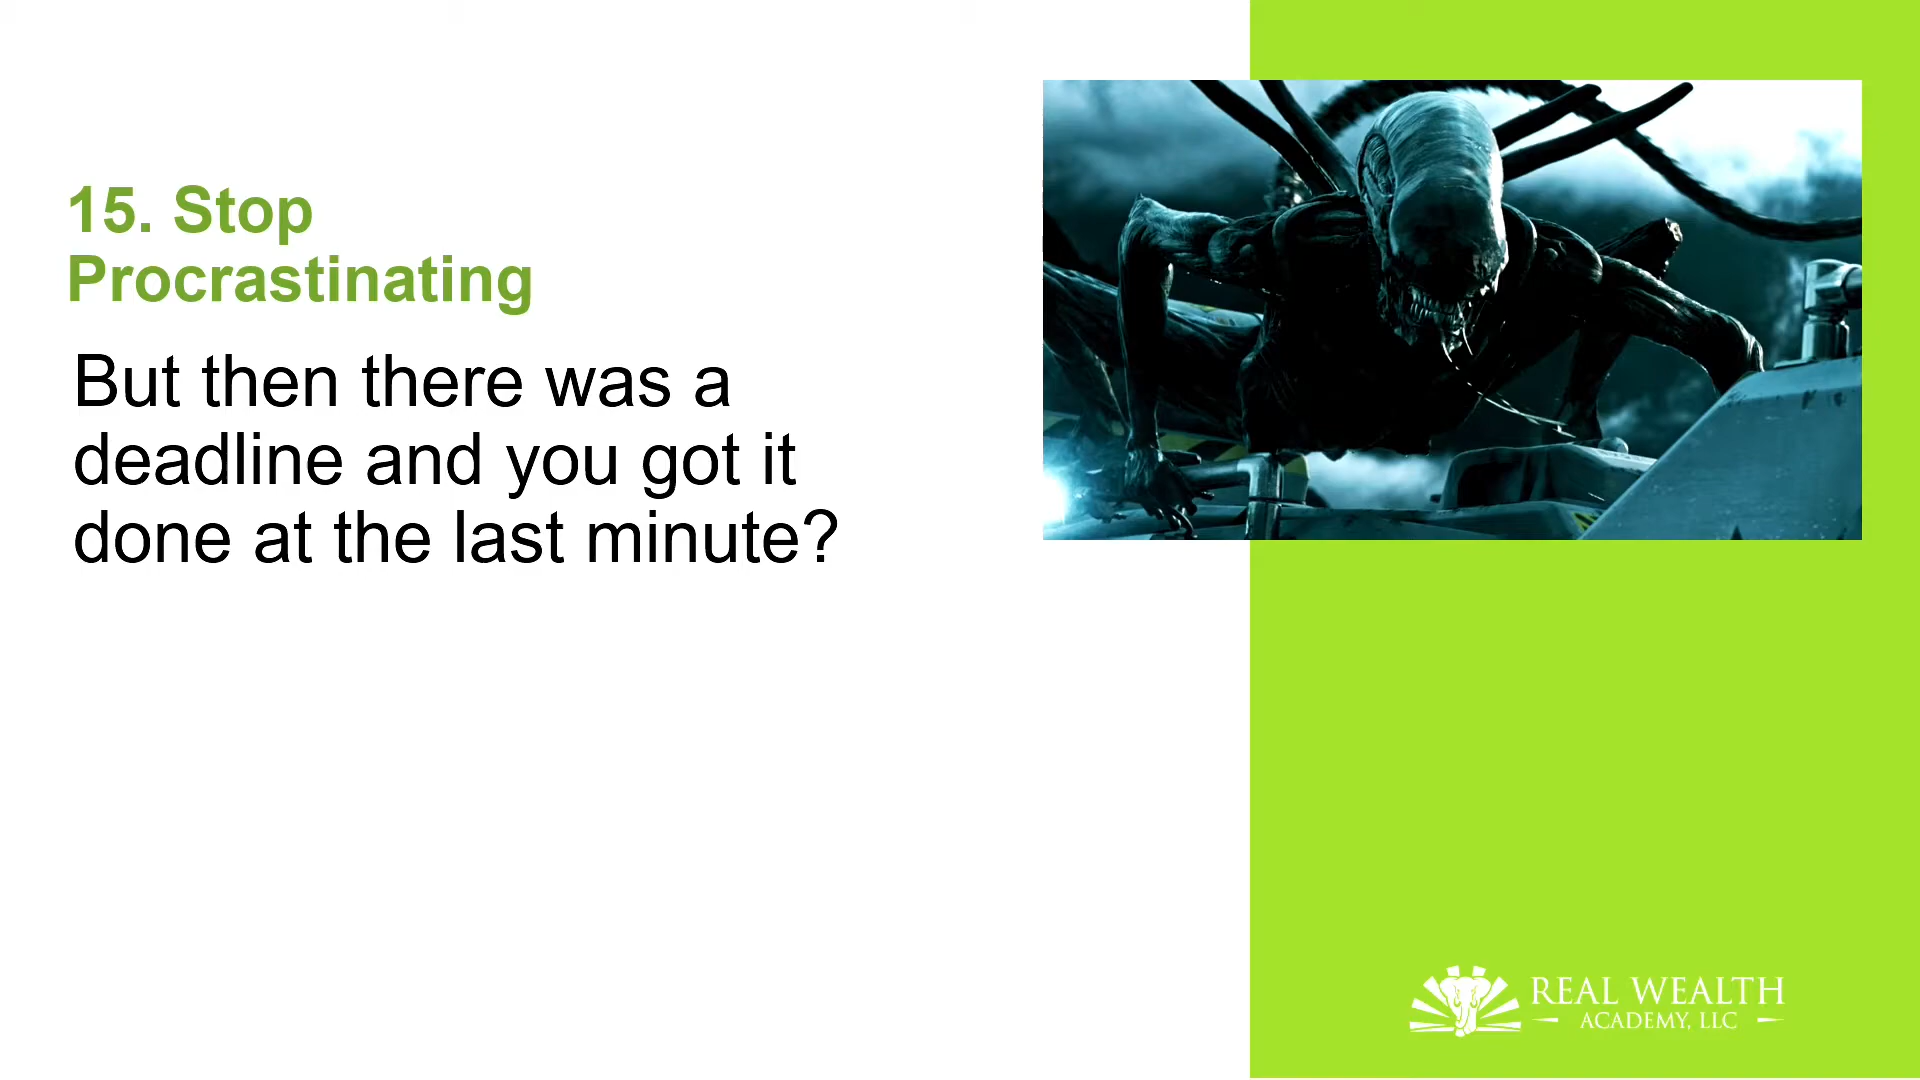 15. Stop
Procrastinating
But then there was a
deadline and you got it
done at the last minute?
REAL WEALTH
ACADEMY, LLC